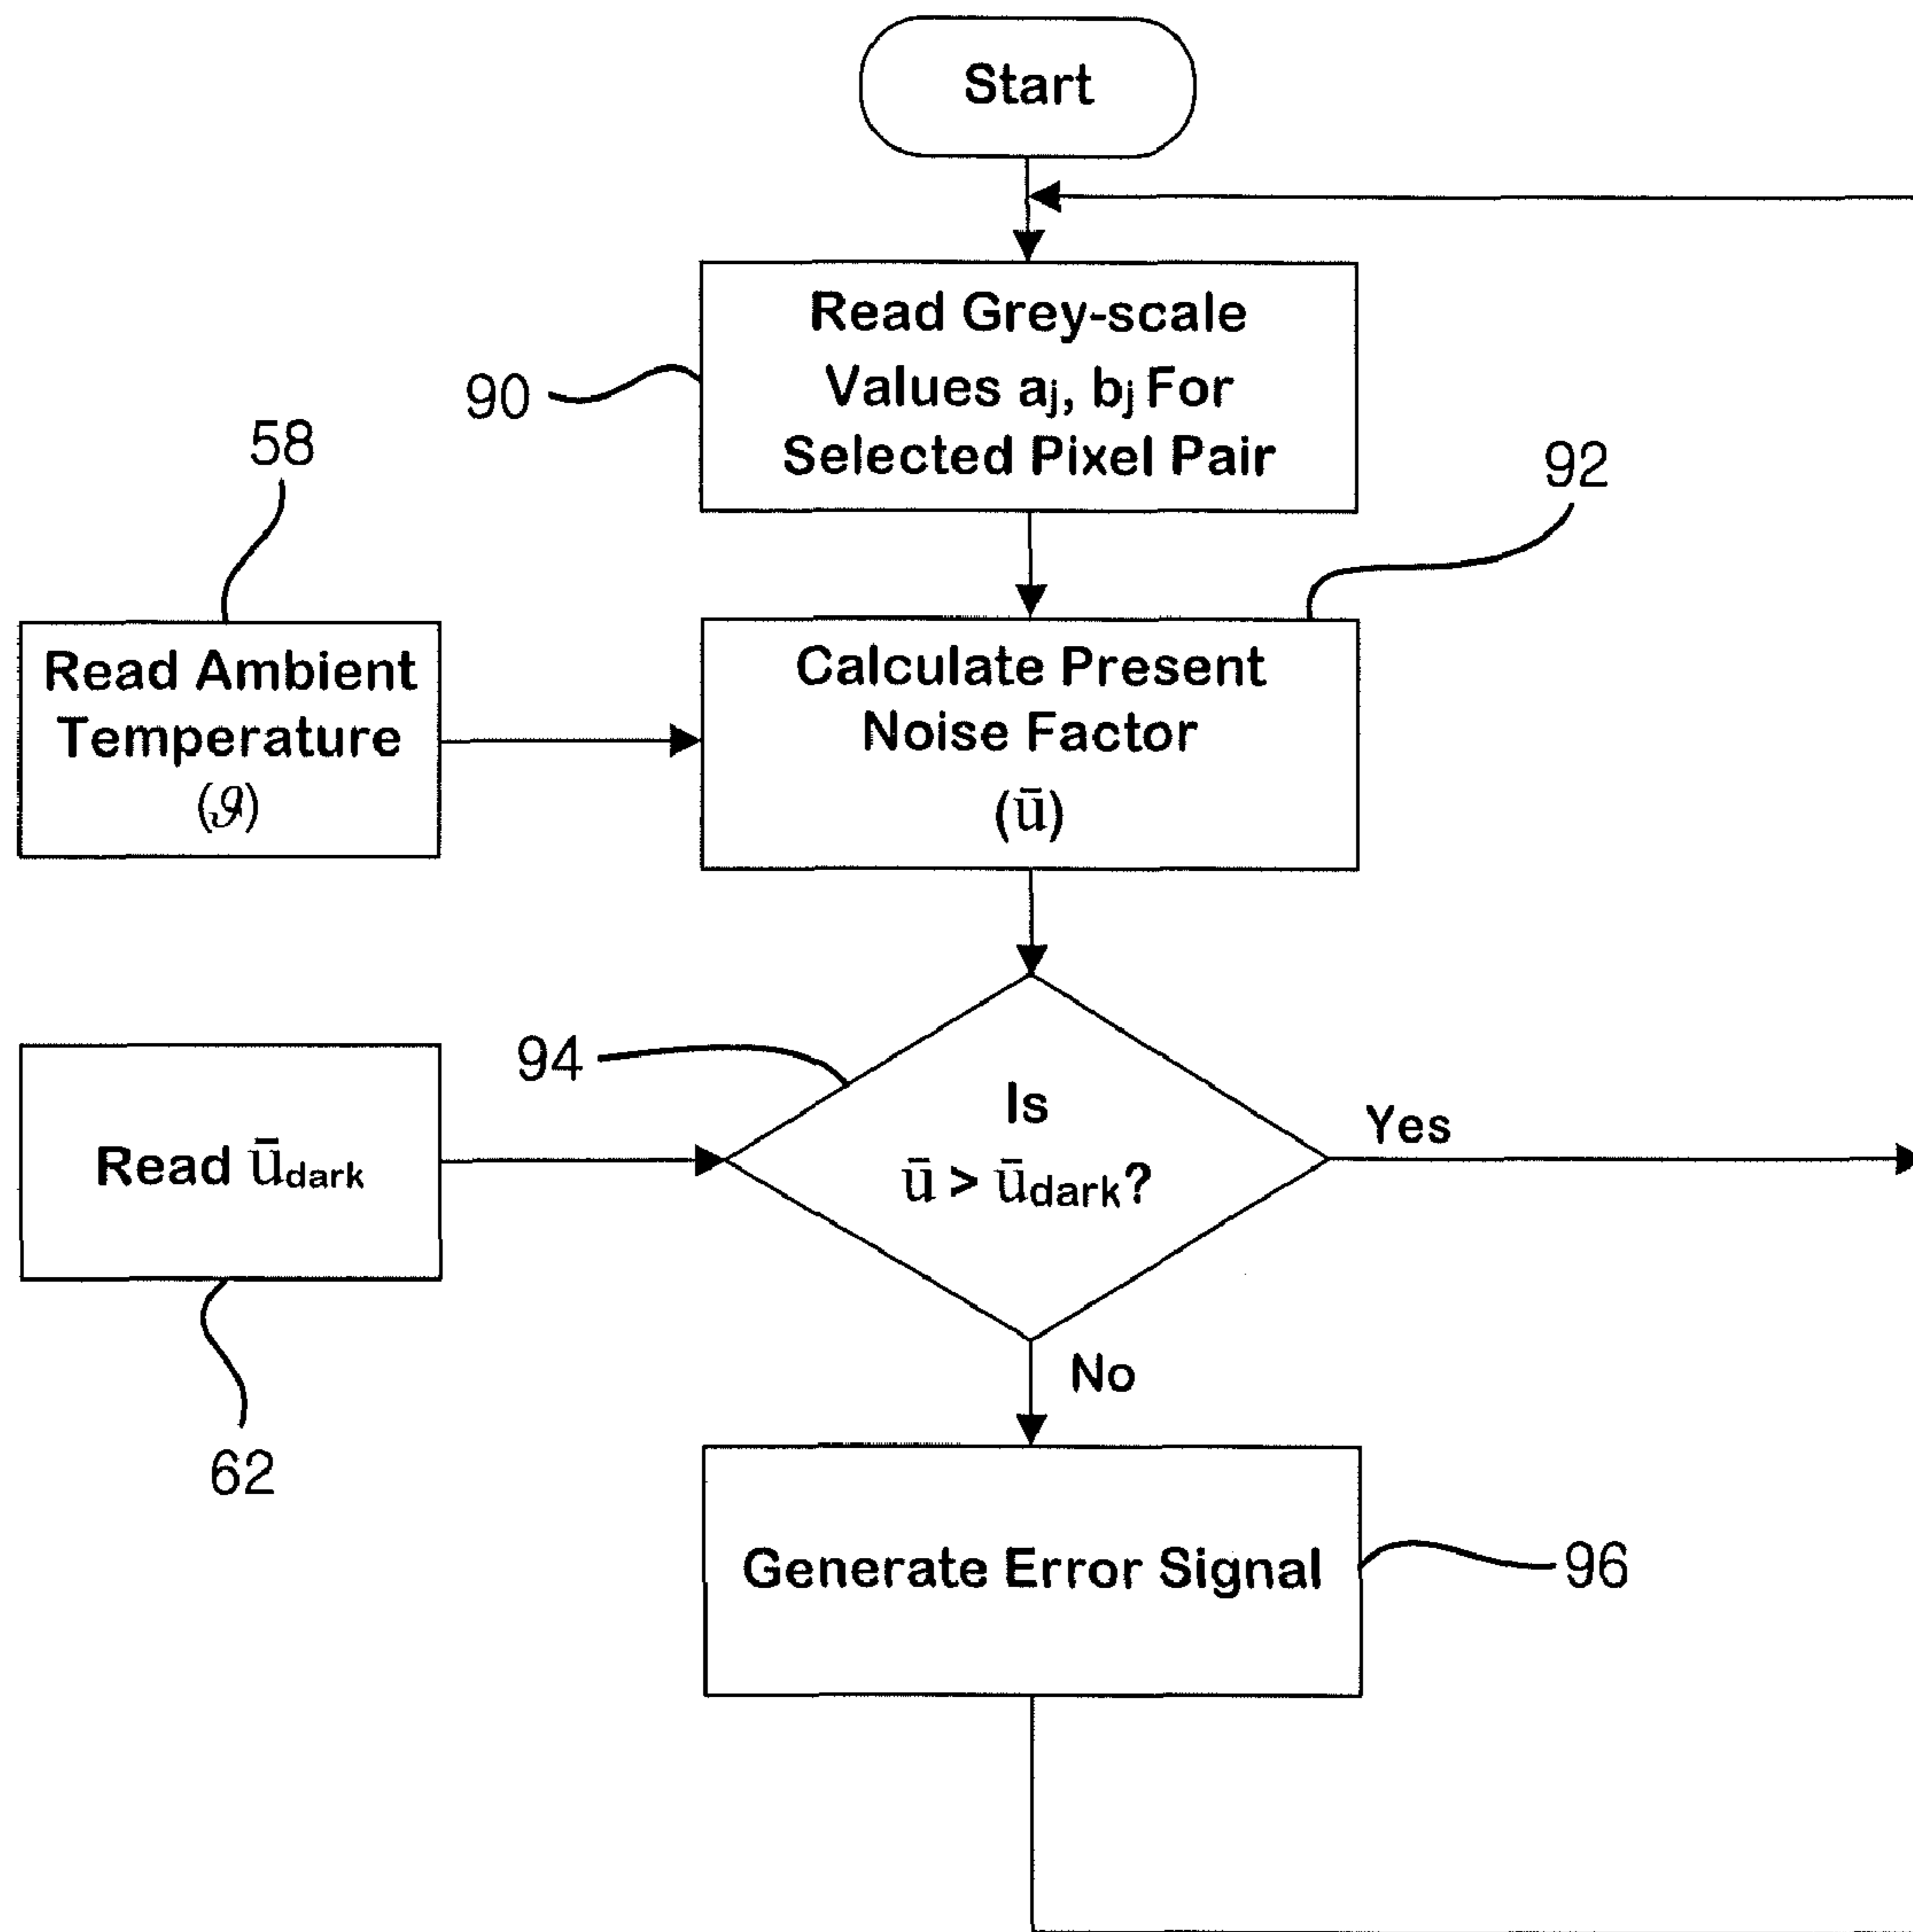 Start
Read Grey-scale
Values aj, bj For
Selected Pixel Pair
90
58
92
Read Ambient
Temperature
(ϑ)
Calculate Present
Noise Factor
(ū)
94
Is
ū > ūdark?
Yes
Read ūdark
62
No
Generate Error Signal
96